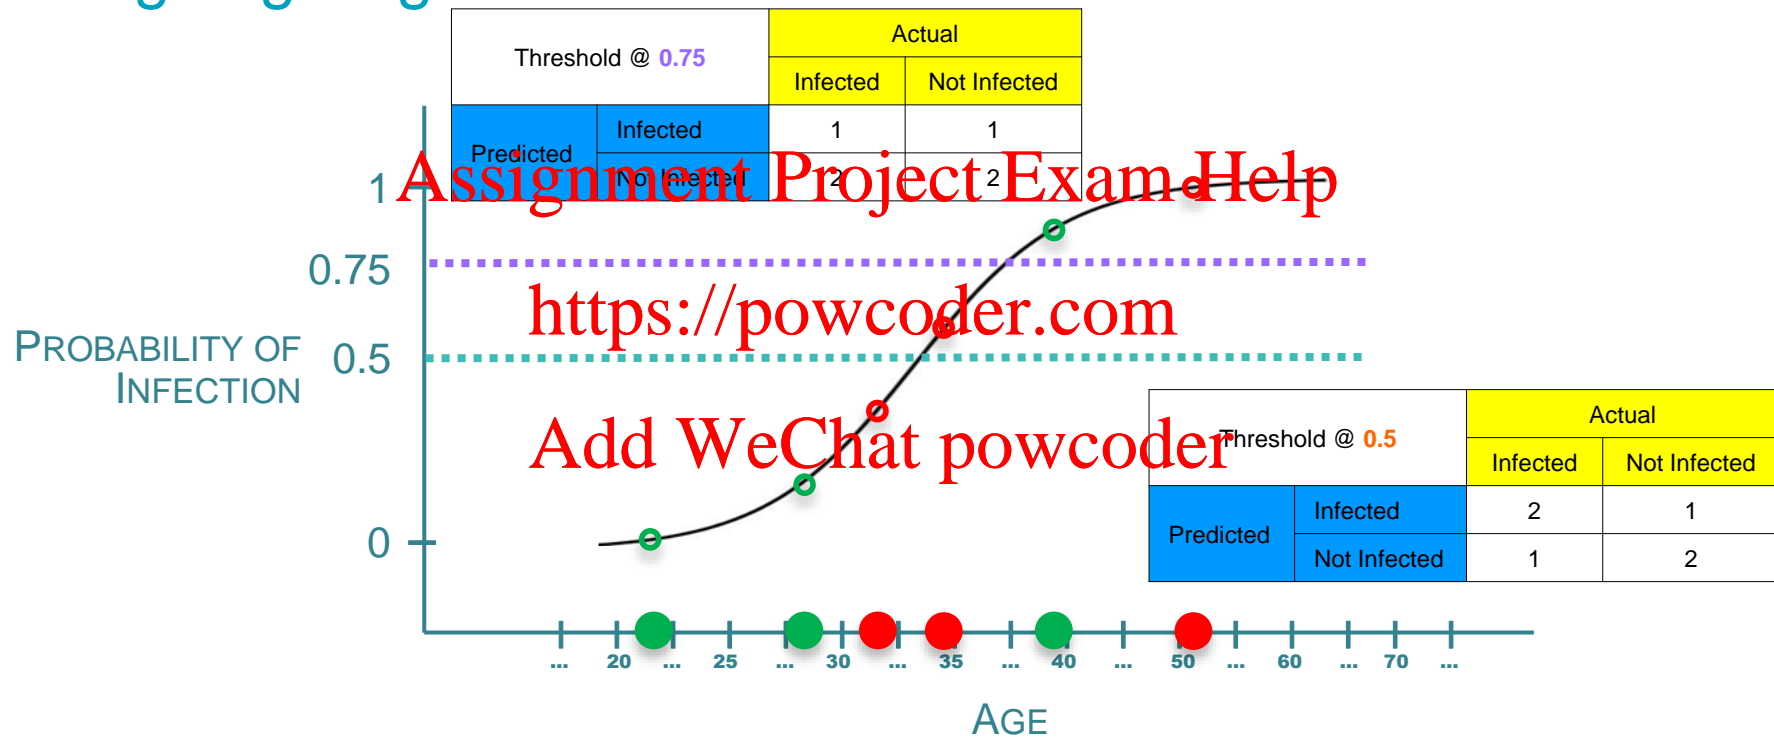 Threshold @ 0.75
Actual
Infected Not Infected
Predicted
Infected 1 1
Not Infected 2 2
Assignment Project Exam Help
1
0.75
https://powcoder.com
PROBABILITY OF
INFECTION
0.5
Add WeChat powcoder
Threshold @ 0.5
Actual
Infected Not Infected
Predicted
Infected 2 1
Not Infected 1 2
0
... 20 ... 25 ... 30 ... 35 ... 40 ... 50 ... 60 ... 70 ...
AGE